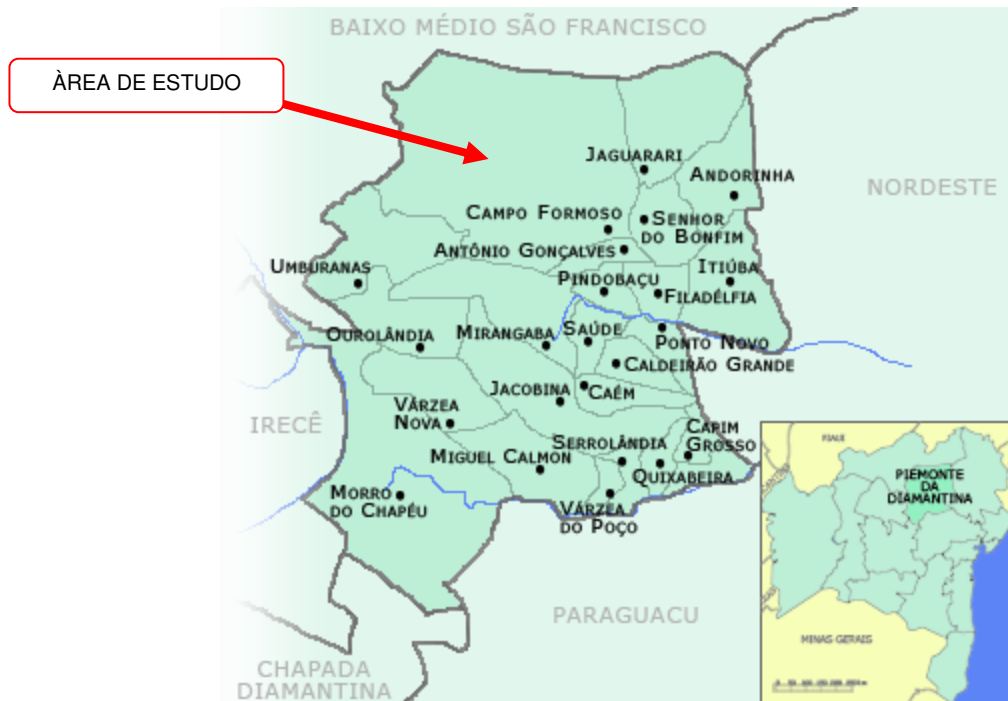 BAIXO MÉDIO SÃO FRANCISCO
ÀREA DE ESTUDO
JAGUARARI
ANDORINHA
NORDESTE
CAMPO FORMOSO
SENHOR
DO BONFIM
ANTÔNIO GONÇALVES
UMBURANAS
PINDOBAÇU
ITIÚBA
FILADÉLFIA
OUROLÂNDIA
MIRANGABA
SAÚDE
PONTO NOVO
CALDEIRÃO GRANDE
JACOBINA
CAÉM
VÁRZEA
NOVA
IRECÊ
CAPIM
GROSSO
SERROLÂNDIA
MIGUEL CALMON
QUIXABEIRA
MORRO
DO CHAPÉU
VÁRZEA
DO POÇO
PARAGUACU
CHAPADA
DIAMANTINA
PIAUI
PIEMONTE
DA
DIAMANTINA
MINAS GERAIS